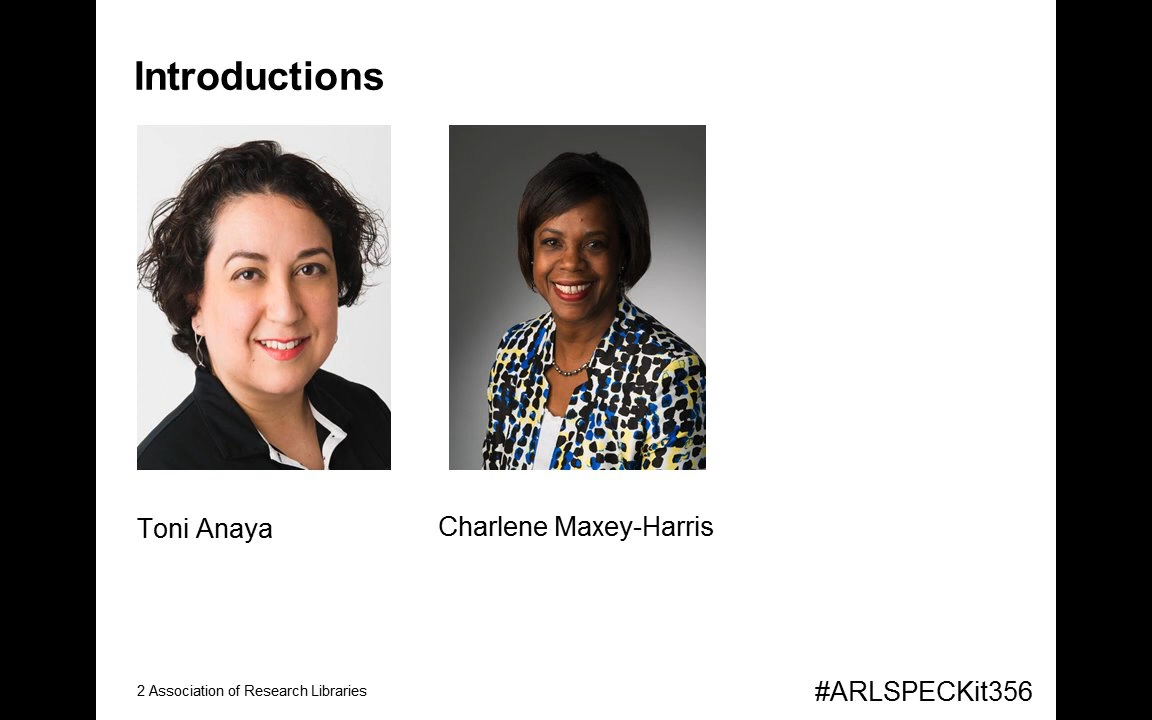 Introductions
Toni Anaya
Charlene Maxey-Harris
2 Association of Research Libraries
#ARLSPECKit356